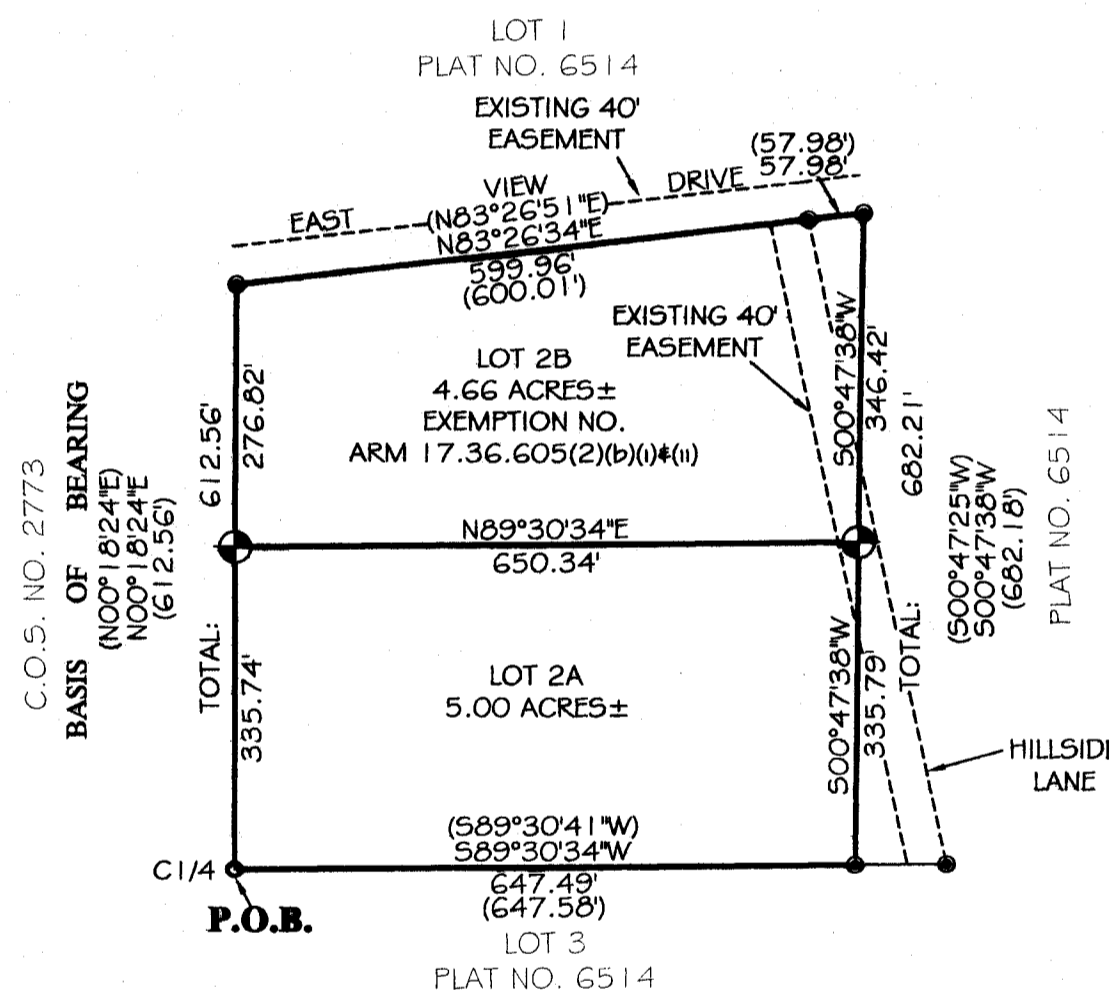 LOT 1
PLAT NO. 6514
EXISTING 40'
EASEMENT
(57.98')
57.98'
EAST
VIEW
DRIVE
(N83°26'51"E)
N83°26'34"E
599.96'
(600.01')
EXISTING 40'
EASEMENT
LOT 2B
4.66 ACRES±
EXEMPTION NO.
ARM 17.36.605(2)(b)(i)&(ii)
C.O.S. NO. 2773
BASIS OF BEARING
(N00°18'24"E)
N00°18'24"E
(612.56')
TOTAL: 612.56'
276.82'
335.74'
S00°47'38"W
346.42'
TOTAL: 682.21'
(S00°47'25"W)
S00°47'38"W
(682.18')
PLAT NO. 6514
N89°30'34"E
650.34'
LOT 2A
5.00 ACRES±
S00°47'38"W
335.79'
HILLSIDE
LANE
(S89°30'41"W)
S89°30'34"W
647.49'
(647.58')
C1/4
P.O.B.
LOT 3
PLAT NO. 6514